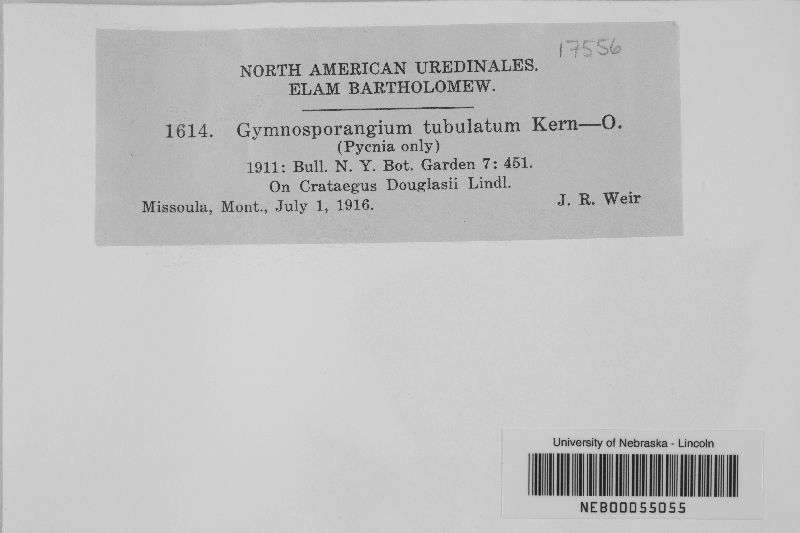 17556
NORTH AMERICAN UREDINALES.
ELAM BARTHOLOMEW.
1614. Gymnosporangium tubulatum Kern—O.
(Pycnia only)
1911: Bull. N. Y. Bot. Garden 7: 451.
On Crataegus Douglasii Lindl.
Missoula, Mont., July 1, 1916. J. R. Weir
University of Nebraska - Lincoln
NEB00055055